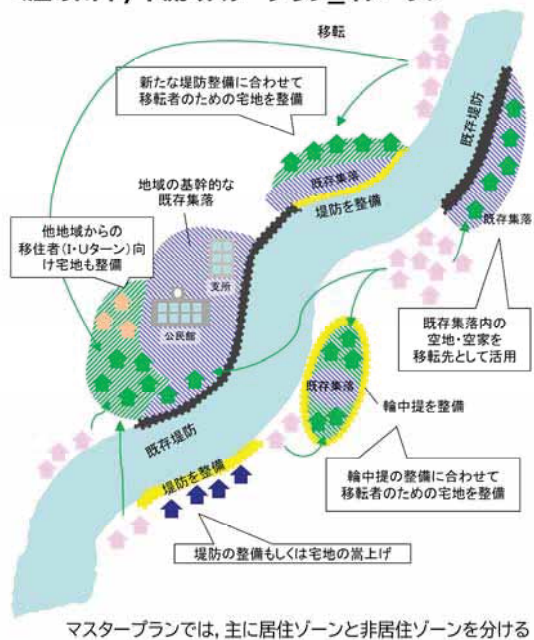 移転
新たな堤防整備に合わせて
移転者のための宅地を整備
既存堤防
既存集落
堤防を整備
既存集落
地域の基幹的な
既存集落
他地域からの
移住者(I・Uターン)向
け宅地も整備
支所
公民館
既存集落内の
空地・空家を
移転先として活用
既存集落
輪中提を整備
既存堤防
輪中提の整備に合わせて
移転者のための宅地を整備
堤防を整備
堤防の整備もしくは宅地の嵩上げ
マスタープランでは，主に居住ゾーンと非居住ゾーンを分ける